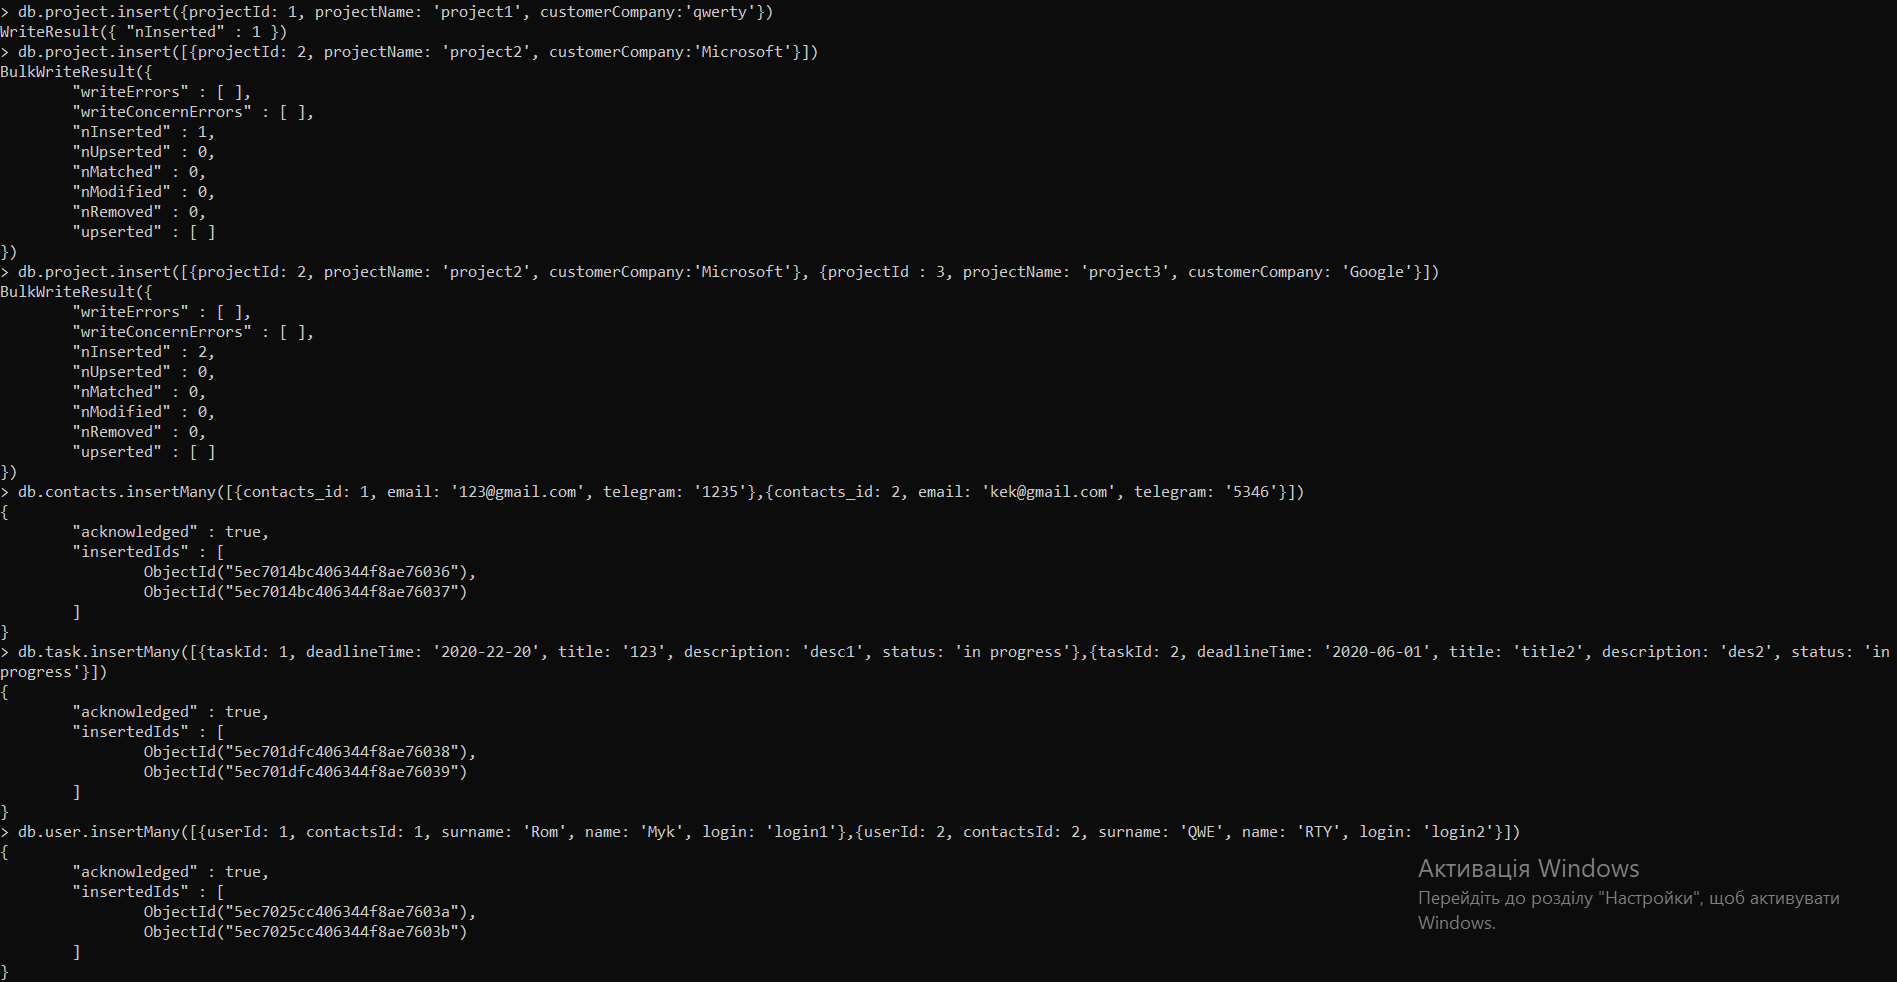 > db.project.insert({projectId: 1, projectName: 'project1', customerCompany:'qwerty'})
WriteResult({ "nInserted" : 1 })
> db.project.insert([{projectId: 2, projectName: 'project2', customerCompany:'Microsoft'}])
BulkWriteResult({
        "writeErrors" : [ ],
        "writeConcernErrors" : [ ],
        "nInserted" : 1,
        "nUpserted" : 0,
        "nMatched" : 0,
        "nModified" : 0,
        "nRemoved" : 0,
        "upserted" : [ ]
})
> db.project.insert([{projectId: 2, projectName: 'project2', customerCompany:'Microsoft'}, {projectId : 3, projectName: 'project3', customerCompany: 'Google'}])
BulkWriteResult({
        "writeErrors" : [ ],
        "writeConcernErrors" : [ ],
        "nInserted" : 2,
        "nUpserted" : 0,
        "nMatched" : 0,
        "nModified" : 0,
        "nRemoved" : 0,
        "upserted" : [ ]
})
> db.contacts.insertMany([{contacts_id: 1, email: '123@gmail.com', telegram: '1235'},{contacts_id: 2, email: 'kek@gmail.com', telegram: '5346'}])
{
        "acknowledged" : true,
        "insertedIds" : [
                ObjectId("5ec7014bc406344f8ae76036"),
                ObjectId("5ec7014bc406344f8ae76037")
        ]
}
> db.task.insertMany([{taskId: 1, deadlineTime: '2020-22-20', title: '123', description: 'desc1', status: 'in progress'},{taskId: 2, deadlineTime: '2020-06-01', title: 'title2', description: 'des2', status: 'in
progress'}])
{
        "acknowledged" : true,
        "insertedIds" : [
                ObjectId("5ec701dfc406344f8ae76038"),
                ObjectId("5ec701dfc406344f8ae76039")
        ]
}
> db.user.insertMany([{userId: 1, contactsId: 1, surname: 'Rom', name: 'Myk', login: 'login1'},{userId: 2, contactsId: 2, surname: 'QWE', name: 'RTY', login: 'login2'}])
{
        "acknowledged" : true,
        "insertedIds" : [
                ObjectId("5ec7025cc406344f8ae7603a"),
                ObjectId("5ec7025cc406344f8ae7603b")
        ]
}
Активація Windows
Перейдіть до розділу "Настройки", щоб активувати
Windows.